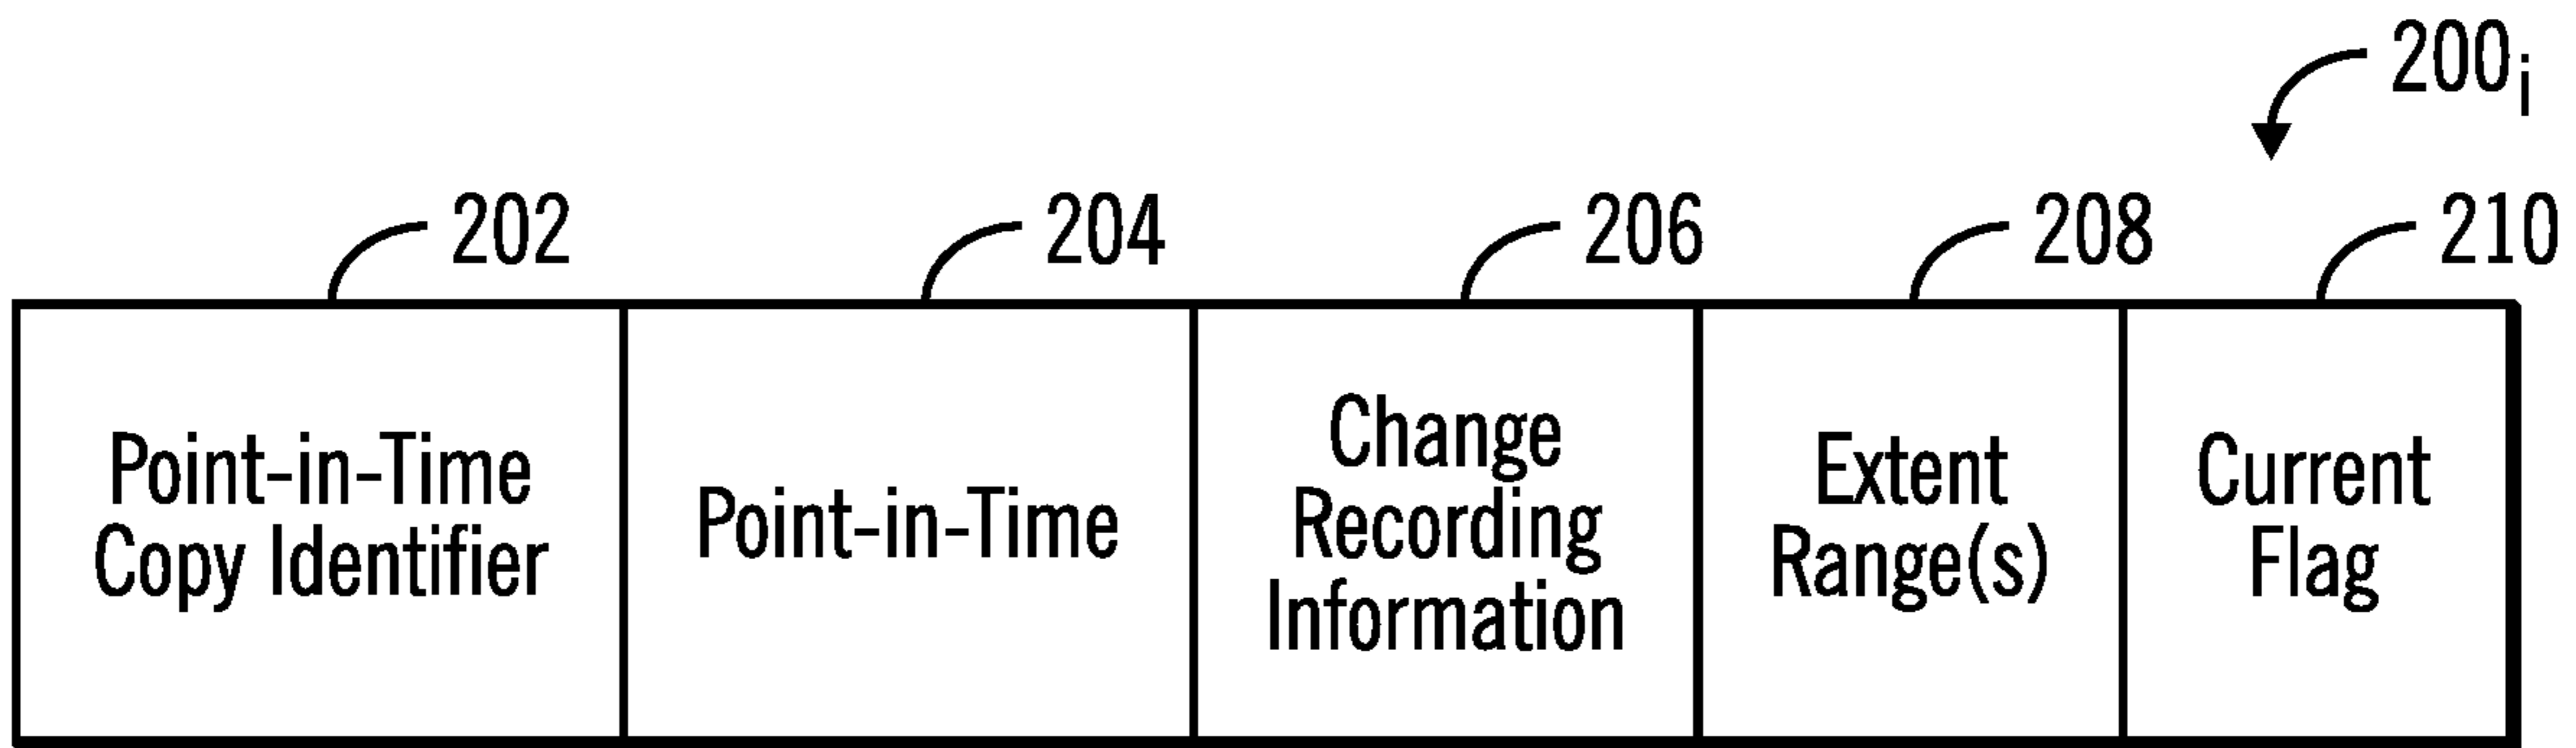 200i
202
204
206
208
210
Point-in-Time
Copy Identifier
Point-in-Time
Change
Recording
Information
Extent
Range(s)
Current
Flag